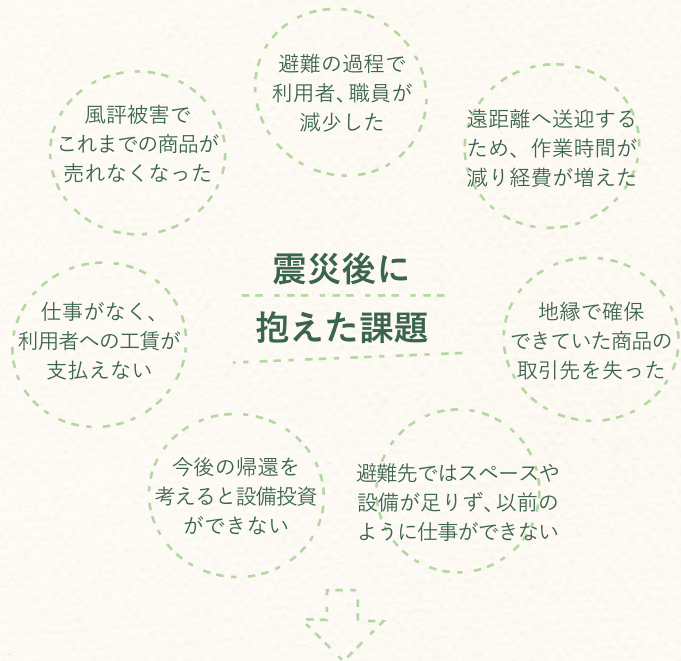 震災後に
抱えた課題
避難の過程で
利用者、職員が
減少した
遠距離へ送迎する
ため、作業時間が
減り経費が増えた
地縁で確保
できていた商品の
取引先を失った
避難先ではスペースや
設備が足りず、以前の
ように仕事ができない
今後の帰還を
考えると設備投資
ができない
仕事がなく、
利用者への工賃が
支払えない
風評被害で
これまでの商品が
売れなくなった